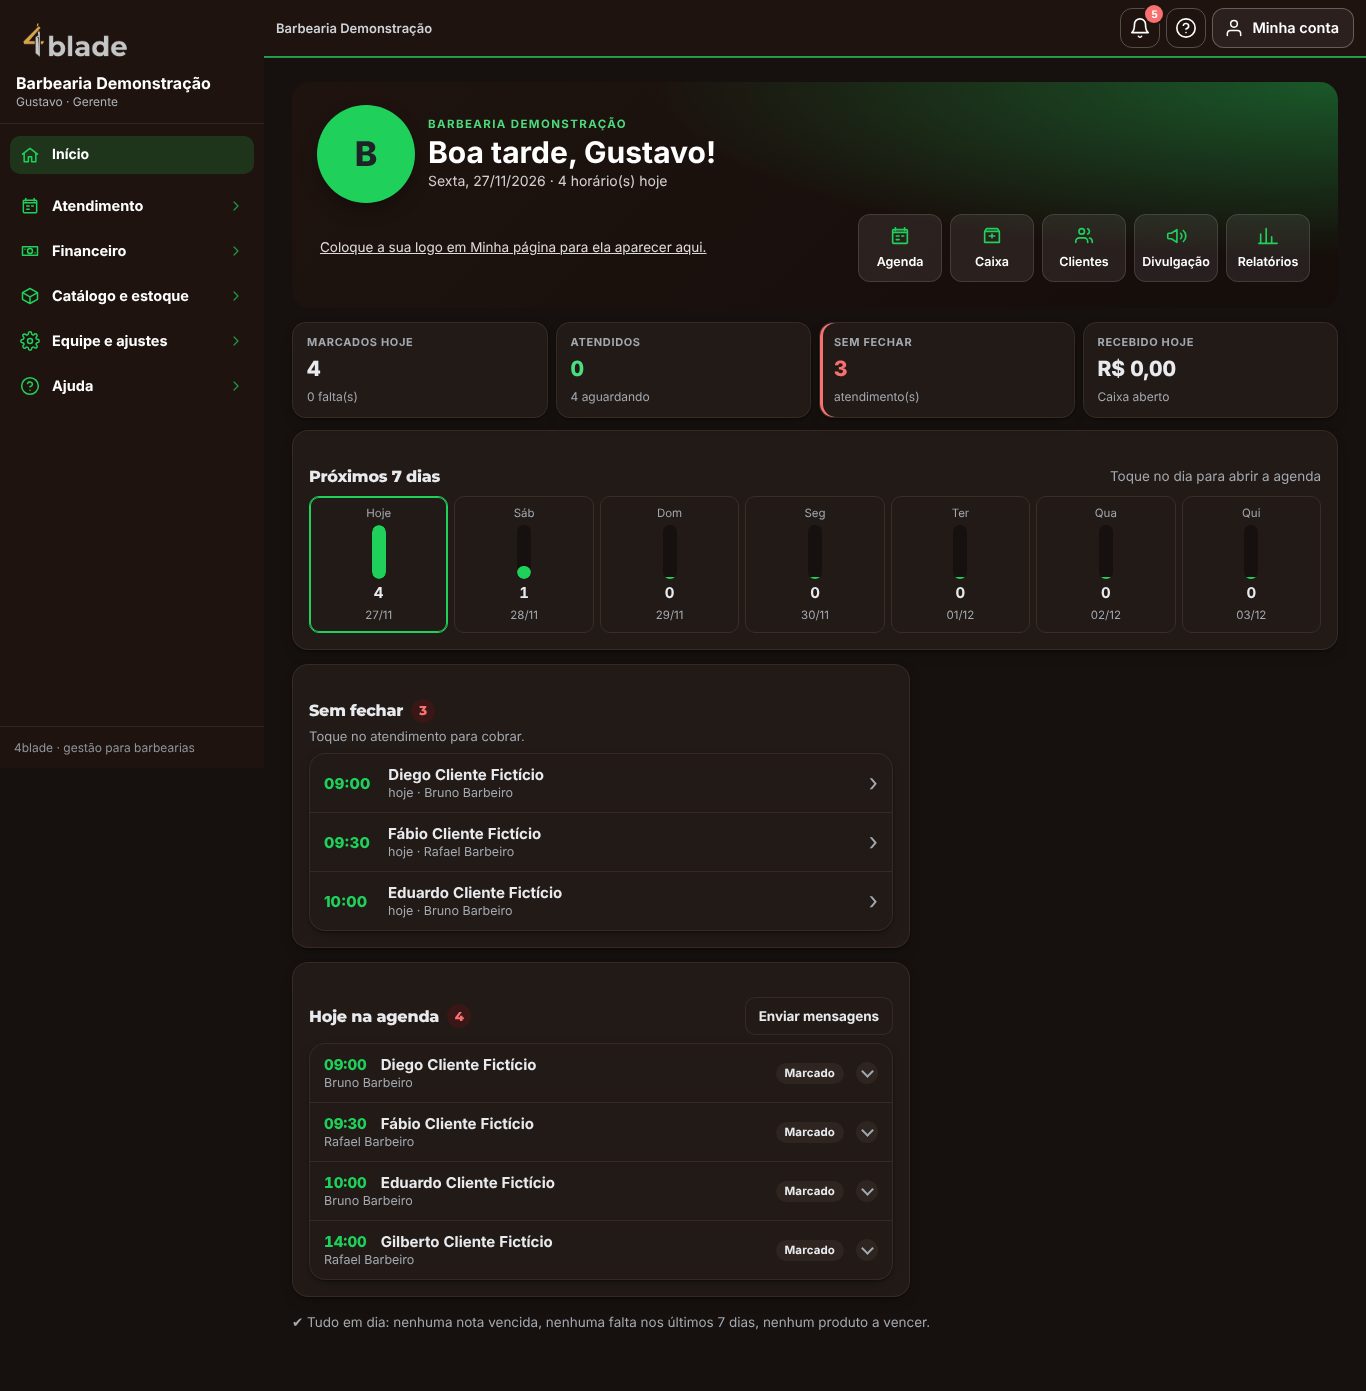 4blade
Barbearia Demonstração
Gustavo · Gerente
Início
Atendimento
Financeiro
Catálogo e estoque
Equipe e ajustes
Ajuda
4blade · gestão para barbearias
Barbearia Demonstração
5
Minha conta
B
BARBEARIA DEMONSTRAÇÃO
Boa tarde, Gustavo!
Sexta, 27/11/2026 · 4 horário(s) hoje
Coloque a sua logo em Minha página para ela aparecer aqui.
Agenda
Caixa
Clientes
Divulgação
Relatórios
MARCADOS HOJE
4
0 falta(s)
ATENDIDOS
0
4 aguardando
SEM FECHAR
3
atendimento(s)
RECEBIDO HOJE
R$ 0,00
Caixa aberto
Próximos 7 dias
Toque no dia para abrir a agenda
Hoje
4
27/11
Sáb
1
28/11
Dom
0
29/11
Seg
0
30/11
Ter
0
01/12
Qua
0
02/12
Qui
0
03/12
Sem fechar 3
Toque no atendimento para cobrar.
09:00 Diego Cliente Fictício
hoje · Bruno Barbeiro
09:30 Fábio Cliente Fictício
hoje · Rafael Barbeiro
10:00 Eduardo Cliente Fictício
hoje · Bruno Barbeiro
Hoje na agenda 4
Enviar mensagens
09:00 Diego Cliente Fictício
Bruno Barbeiro
Marcado
09:30 Fábio Cliente Fictício
Rafael Barbeiro
Marcado
10:00 Eduardo Cliente Fictício
Bruno Barbeiro
Marcado
14:00 Gilberto Cliente Fictício
Rafael Barbeiro
Marcado
✔ Tudo em dia: nenhuma nota vencida, nenhuma falta nos últimos 7 dias, nenhum produto a vencer.